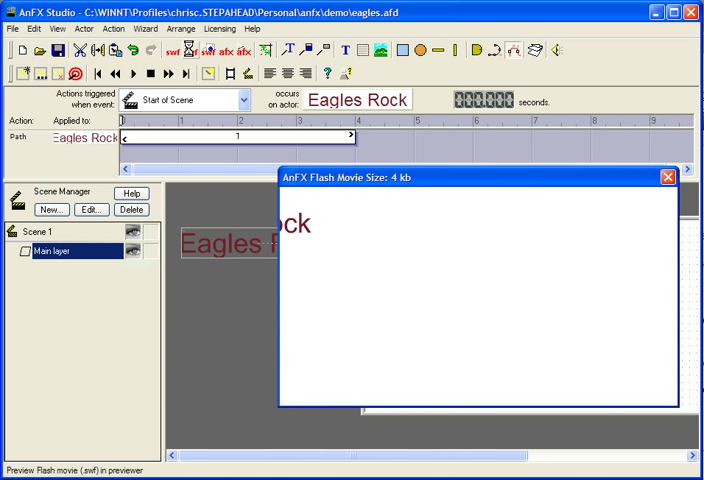 AnFX Studio - C:\WINNT\Profiles\chrisc.STEPAHEAD\Personal\anfx\demo\eagles.afd
File Edit View Actor Action Wizard Arrange Licensing Help
swf swf afx afx T
Actions triggered
when event:
Start of Scene
occurs
on actor:
Eagles Rock
seconds.
Action: Applied to: 0 1 2 3 4 5 6 7 8 9
Path Eagles Rock 1
Scene Manager Help
New... Edit... Delete
Scene 1
Main layer
AnFX Flash Movie Size: 4 kb
ock
Eagles R
Preview Flash movie (.swf) in previewer